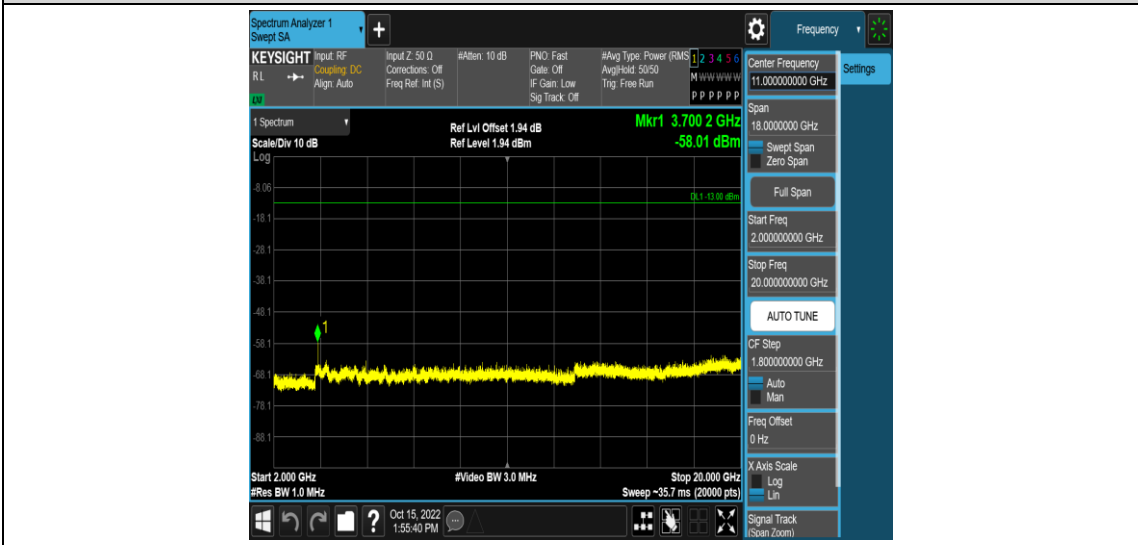 Spectrum Analyzer 1
Swept SA
+
Frequency
KEYSIGHT Input: RF Input Z: 50 Ω #Atten: 10 dB PNO: Fast #Avg Type: Power (RMS 1 2 3 4 5 6
RL Coupling: DC Corrections: Off Gate: Off Avg|Hold: 50/50 M W W W W W
Align: Auto Freq Ref: Int (S) IF Gain: Low Trig: Free Run
Sig Track: Off P P P P P P
LXI
1 Spectrum
Ref Lvl Offset 1.94 dB
Mkr1 3.700 2 GHz
Scale/Div 10 dB
Ref Level 1.94 dBm
-58.01 dBm
Log
-8.06
DL1 -13.00 dBm
-18.1
-28.1
-38.1
-48.1
1
-58.1
-68.1
-78.1
-88.1
Start 2.000 GHz
#Video BW 3.0 MHz
Stop 20.000 GHz
#Res BW 1.0 MHz
Sweep ~35.7 ms (20000 pts)
?
Oct 15, 2022
1:55:40 PM
Center Frequency
11.000000000 GHz
Settings
Span
18.0000000 GHz
Swept Span
Zero Span
Full Span
Start Freq
2.000000000 GHz
Stop Freq
20.000000000 GHz
AUTO TUNE
CF Step
1.800000000 GHz
Auto
Man
Freq Offset
0 Hz
X Axis Scale
Log
Lin
Signal Track
(Span Zoom)